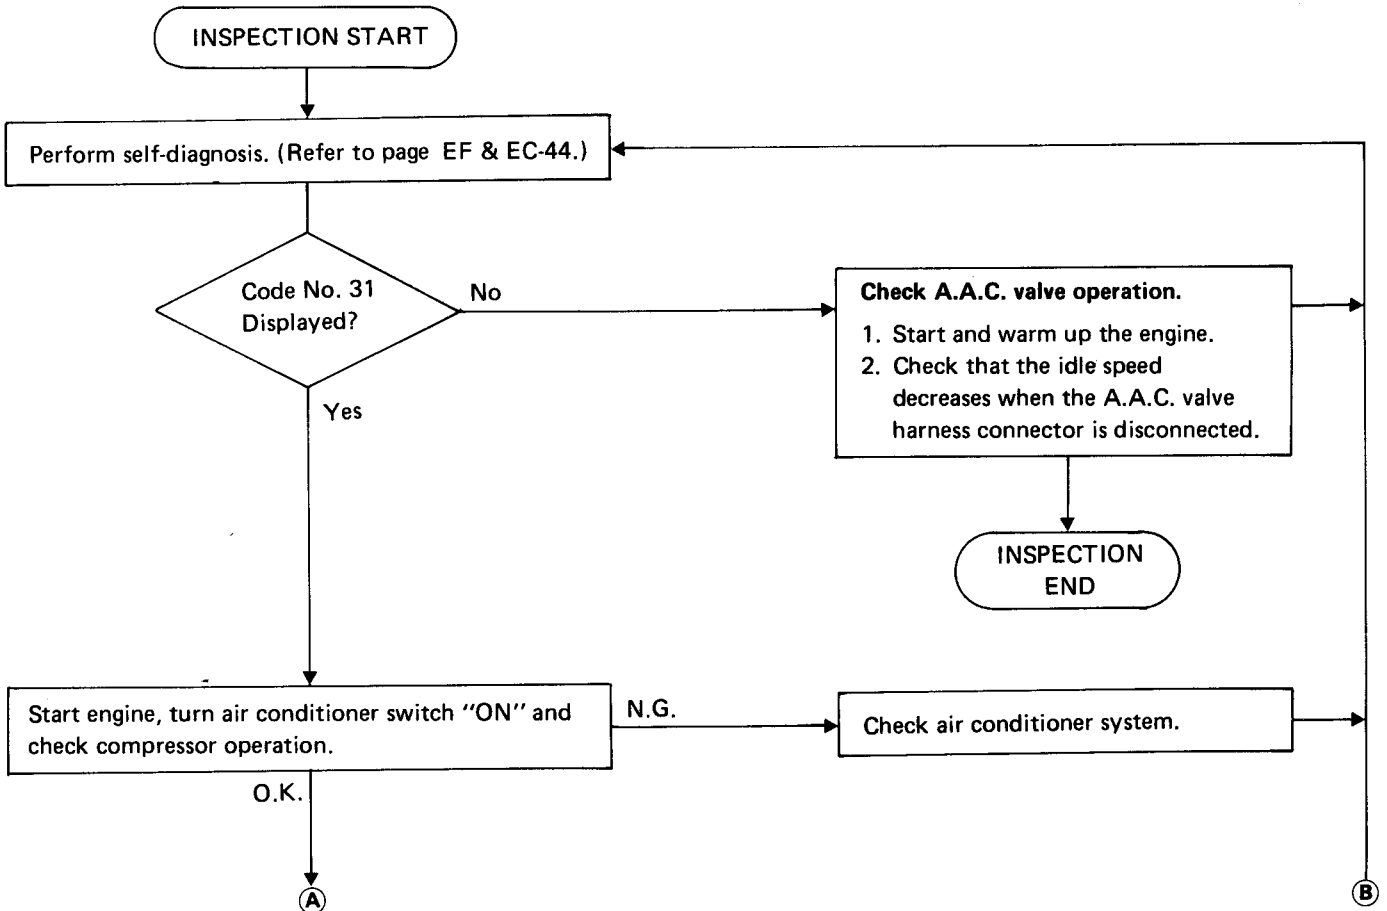 INSPECTION START
Perform self-diagnosis. (Refer to page EF & EC-44.)
Code No. 31
Displayed?
No
Yes
Check A.A.C. valve operation.
1. Start and warm up the engine.
2. Check that the idle speed
decreases when the A.A.C. valve
harness connector is disconnected.
INSPECTION
END
Start engine, turn air conditioner switch "ON" and
check compressor operation.
N.G.
Check air conditioner system.
O.K.
A
B